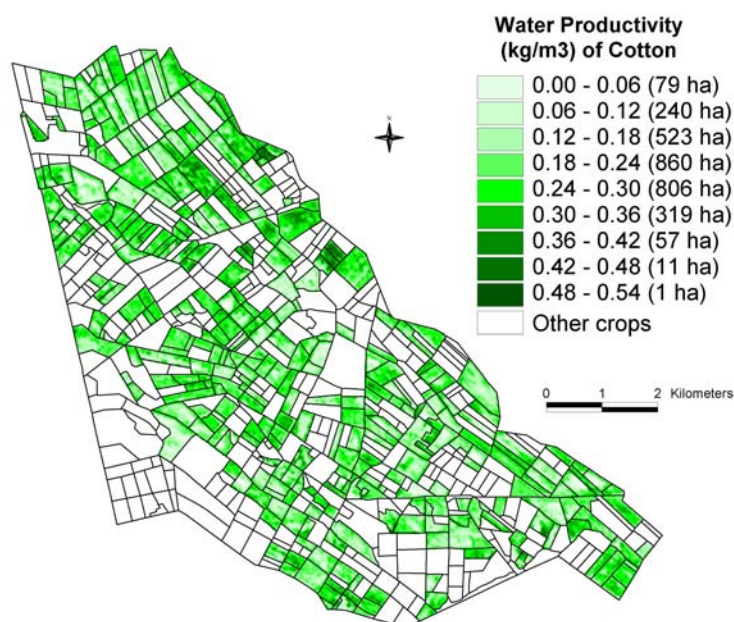 Water Productivity
(kg/m3) of Cotton
0.00 - 0.06 (79 ha)
0.06 - 0.12 (240 ha)
0.12 - 0.18 (523 ha)
0.18 - 0.24 (860 ha)
0.24 - 0.30 (806 ha)
0.30 - 0.36 (319 ha)
0.36 - 0.42 (57 ha)
0.42 - 0.48 (11 ha)
0.48 - 0.54 (1 ha)
Other crops
N
0 1 2 Kilometers